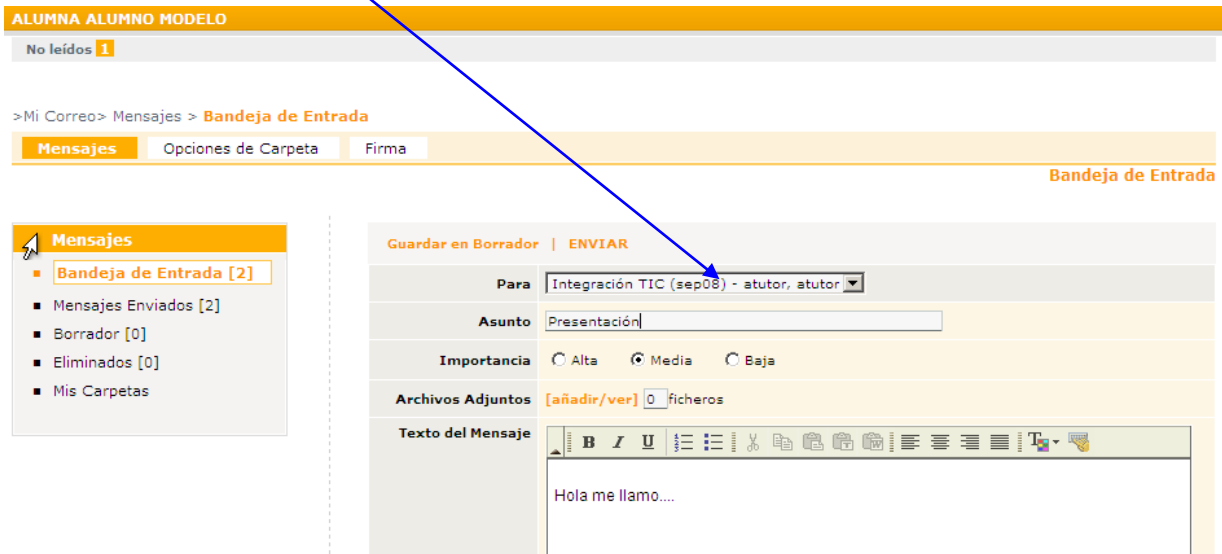 ALUMNA ALUMNO MODELO
No leídos 1
>Mi Correo> Mensajes > Bandeja de Entrada
Mensajes Opciones de Carpeta Firma
Bandeja de Entrada
Mensajes
Bandeja de Entrada [2]
Mensajes Enviados [2]
Borrador [0]
Eliminados [0]
Mis Carpetas
Guardar en Borrador | ENVIAR
Para Integración TIC (sep08) - atutor, atutor
Asunto Presentación
Importancia Alta Media Baja
Archivos Adjuntos [añadir/ver] 0 ficheros
Texto del Mensaje
B I U
Hola me llamo....